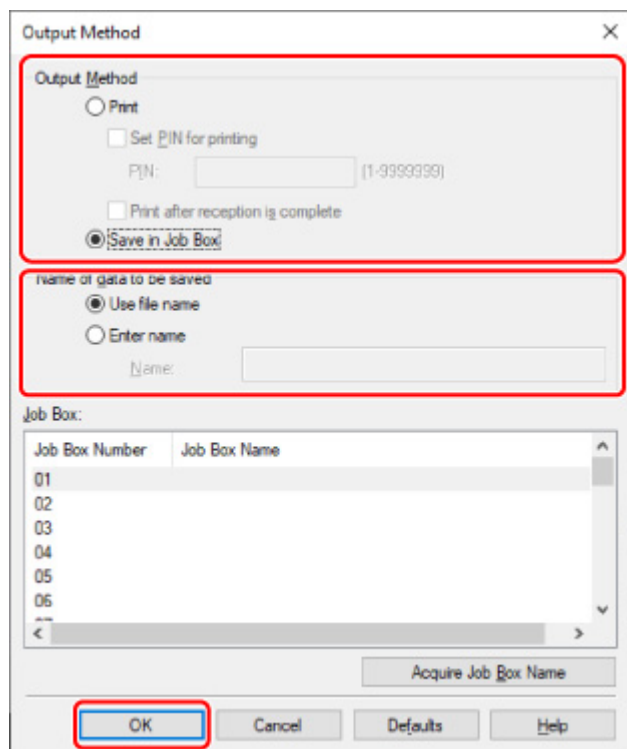 Output Method
Output Method
Print
Set PIN for printing
PIN: (1-9999999)
Print after reception is complete
Save in Job Box
Name of data to be saved
Use file name
Enter name
Name:
Job Box:
Job Box Number Job Box Name
01
02
03
04
05
06
Acquire Job Box Name
OK Cancel Defaults Help